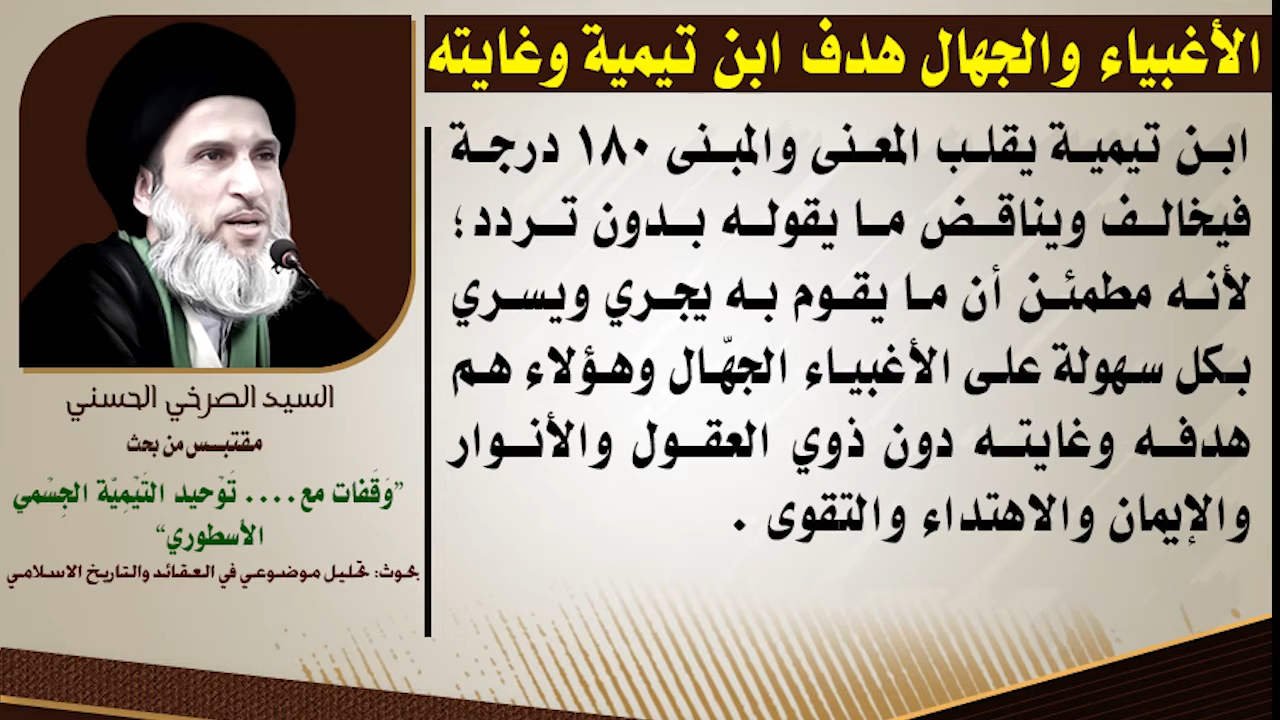 الأغبياء والجهال هدف ابن تيمية وغايته
ابن تيمية يقلب المعنى والمبنى ١٨٠ درجة
فيخالف ويناقض ما يقوله بدون تردد ؛
لأنه مطمئن أن ما يقوم به يجري ويسري
بكل سهولة على الأغبياء الجهّال وهؤلاء هم
هدفه وغايته دون ذوي العقول والأنوار
والإيمان والاهتداء والتقوى .
السيد الصرخي الحسني
مقتبس من بحث
”وَقَفات مع .... تَوْحيد التَيْمِيّة الجِسْمي
الأسطوري“
بحوث: تحليل موضوعي في العقائد والتاريخ الاسلامي